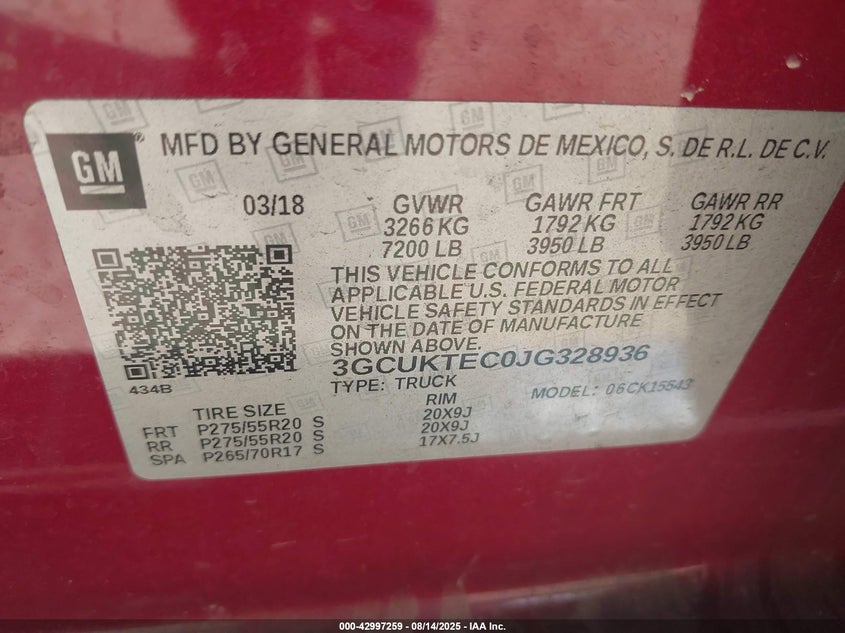 GM
MFD BY GENERAL MOTORS DE MEXICO, S. DE R.L. DE C.V.
03/18 GVWR GAWR FRT GAWR RR
3266 KG 1792 KG 1792 KG
7200 LB 3950 LB 3950 LB
THIS VEHICLE CONFORMS TO ALL
APPLICABLE U.S. FEDERAL MOTOR
VEHICLE SAFETY STANDARDS IN EFFECT
ON THE DATE OF MANUFACTURE
SHOWN ABOVE.
3GCUKTEC0JG328936
434B
TYPE: TRUCK MODEL: 06CK15543
TIRE SIZE RIM
FRT P275/55R20 S 20X9J
RR P275/55R20 S 20X9J
SPA P265/70R17 S 17X7.5J
000-42997259 - 08/14/2025 - IAA Inc.